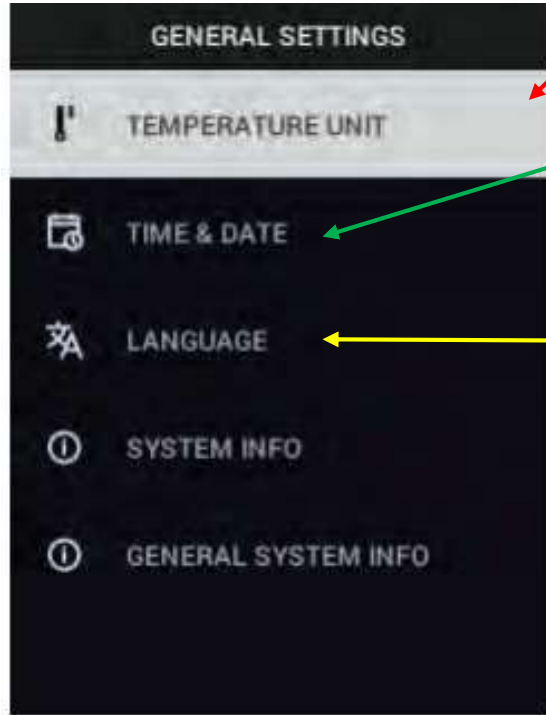 GENERAL SETTINGS
TEMPERATURE UNIT
TIME & DATE
LANGUAGE
SYSTEM INFO
GENERAL SYSTEM INFO